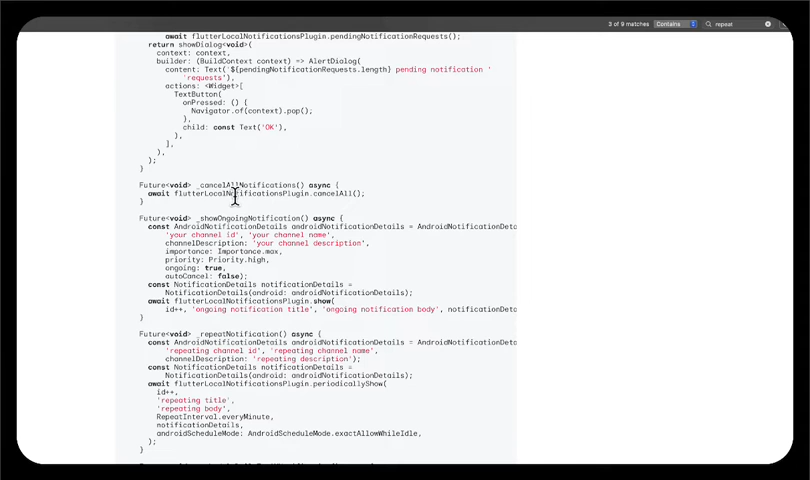 3 of 9 matches Contains repeat
await flutterLocalNotificationsPlugin.pendingNotificationRequests();
return showDialog<void>(
context: context,
builder: (BuildContext context) => AlertDialog(
content: Text('${pendingNotificationRequests.length} pending notification '
'requests'),
actions: <Widget>[
TextButton(
onPressed: () {
Navigator.of(context).pop();
},
child: const Text('OK'),
),
],
),
);
}
Future<void> _cancelAllNotifications() async {
await flutterLocalNotificationsPlugin.cancelAll();
}
Future<void> _showOngoingNotification() async {
const AndroidNotificationDetails androidNotificationDetails = AndroidNotificationDeta
'your channel id', 'your channel name',
channelDescription: 'your channel description',
importance: Importance.max,
priority: Priority.high,
ongoing: true,
autoCancel: false);
const NotificationDetails notificationDetails =
NotificationDetails(android: androidNotificationDetails);
await flutterLocalNotificationsPlugin.show(
id++, 'ongoing notification title', 'ongoing notification body', notificationDeta
}
Future<void> _repeatNotification() async {
const AndroidNotificationDetails androidNotificationDetails = AndroidNotificationDeta
'repeating channel id', 'repeating channel name',
channelDescription: 'repeating description');
const NotificationDetails notificationDetails =
NotificationDetails(android: androidNotificationDetails);
await flutterLocalNotificationsPlugin.periodicallyShow(
id++,
'repeating title',
'repeating body',
RepeatInterval.everyMinute,
notificationDetails,
androidScheduleMode: AndroidScheduleMode.exactAllowWhileIdle,
);
}